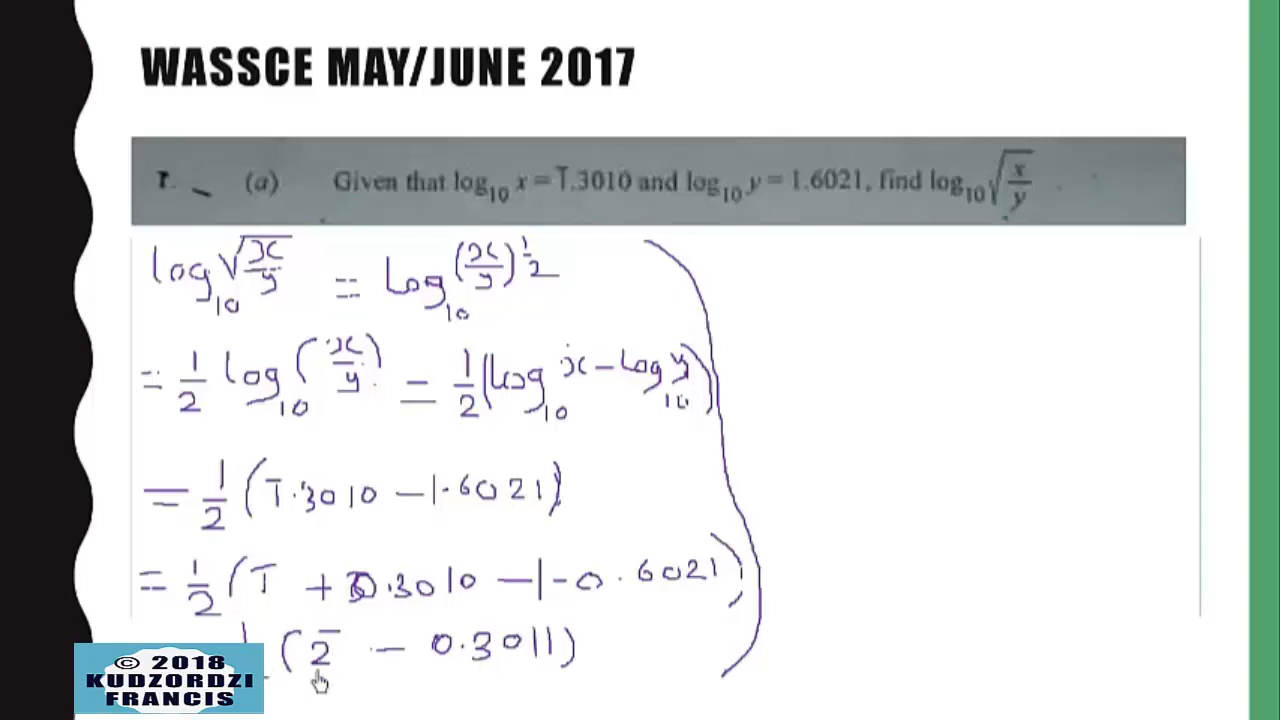 WASSCE MAY/JUNE 2017
1. (a) Given that log₁₀ x = 1̅.3010 and log₁₀ y = 1.6021, find log₁₀ √(x/y)
log₁₀ √(x/y) = log₁₀ (x/y)^½
= ½ log₁₀ (x/y) = ½ (log₁₀ x − log₁₀ y)
= ½ (1̅.3010 − 1.6021)
= ½ (1̅ + 0.3010 − 1 − 0.6021)
(2̅ − 0.3011)
© 2018
KUDZORDZI
FRANCIS